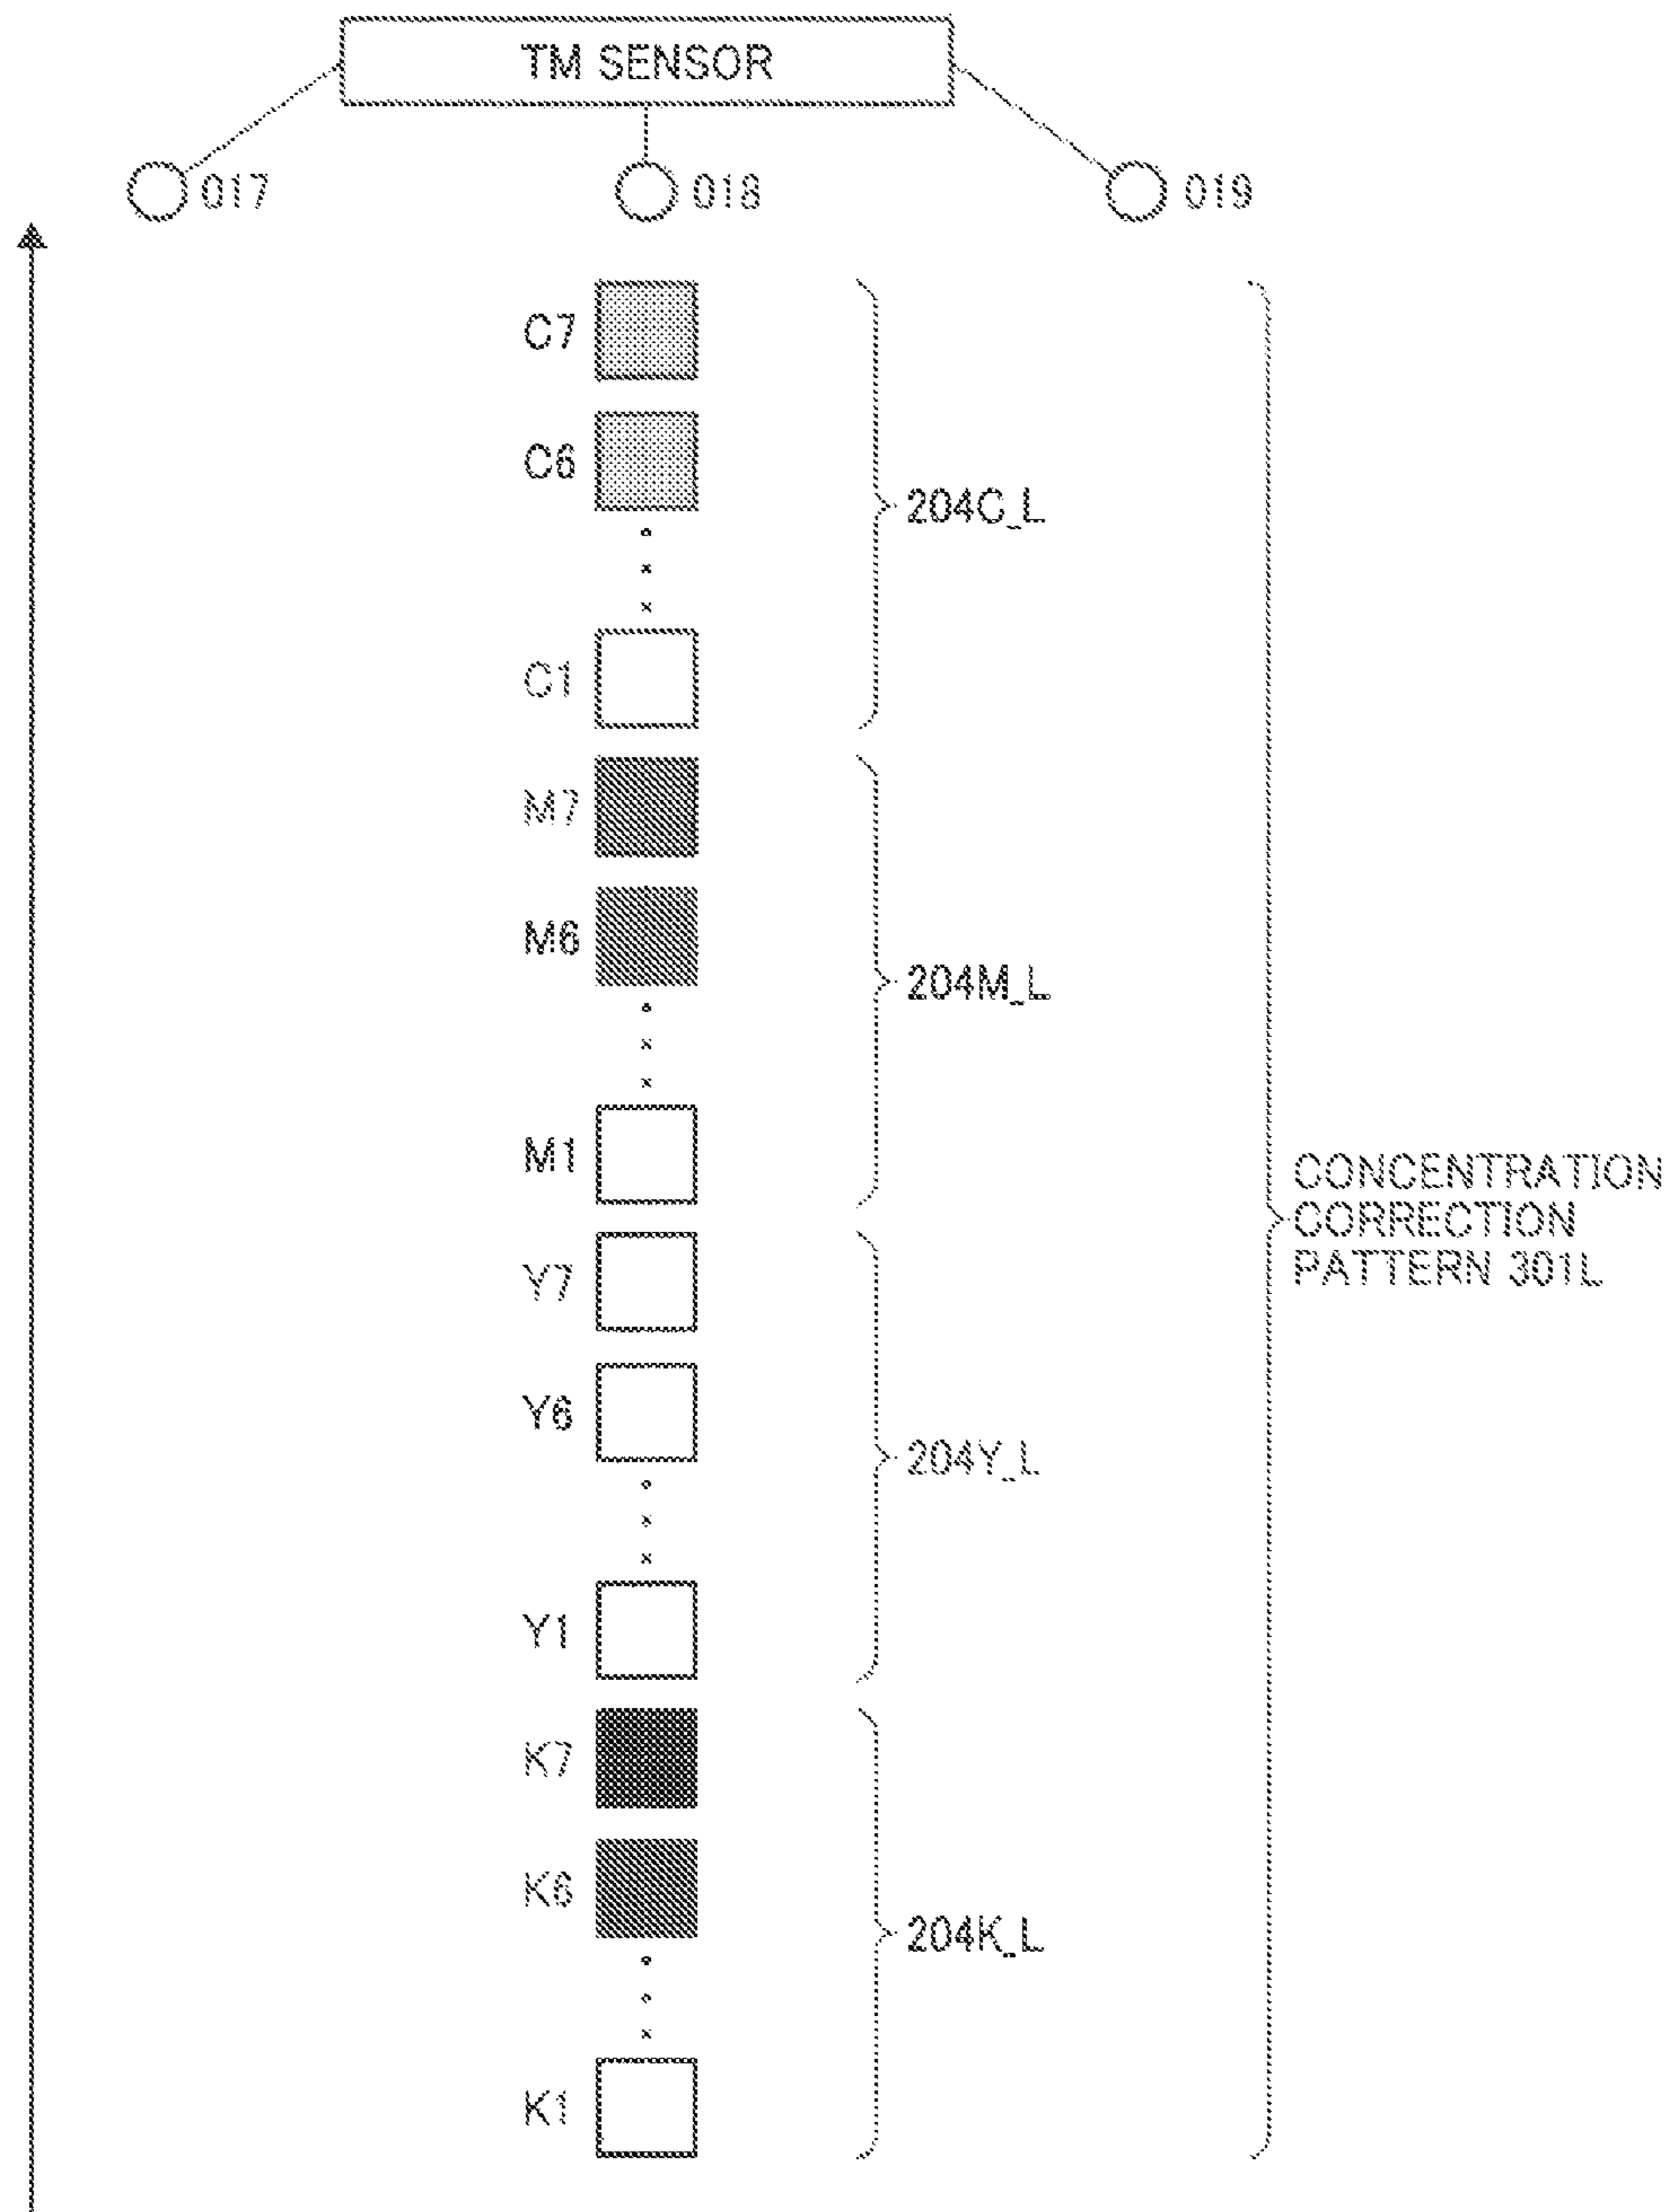 TM SENSOR
017
018
019
C7
C6
204C_L
C1
M7
M6
204M_L
M1
CONCENTRATION
CORRECTION
PATTERN 301L
Y7
Y6
204Y_L
Y1
K7
K6
204K_L
K1